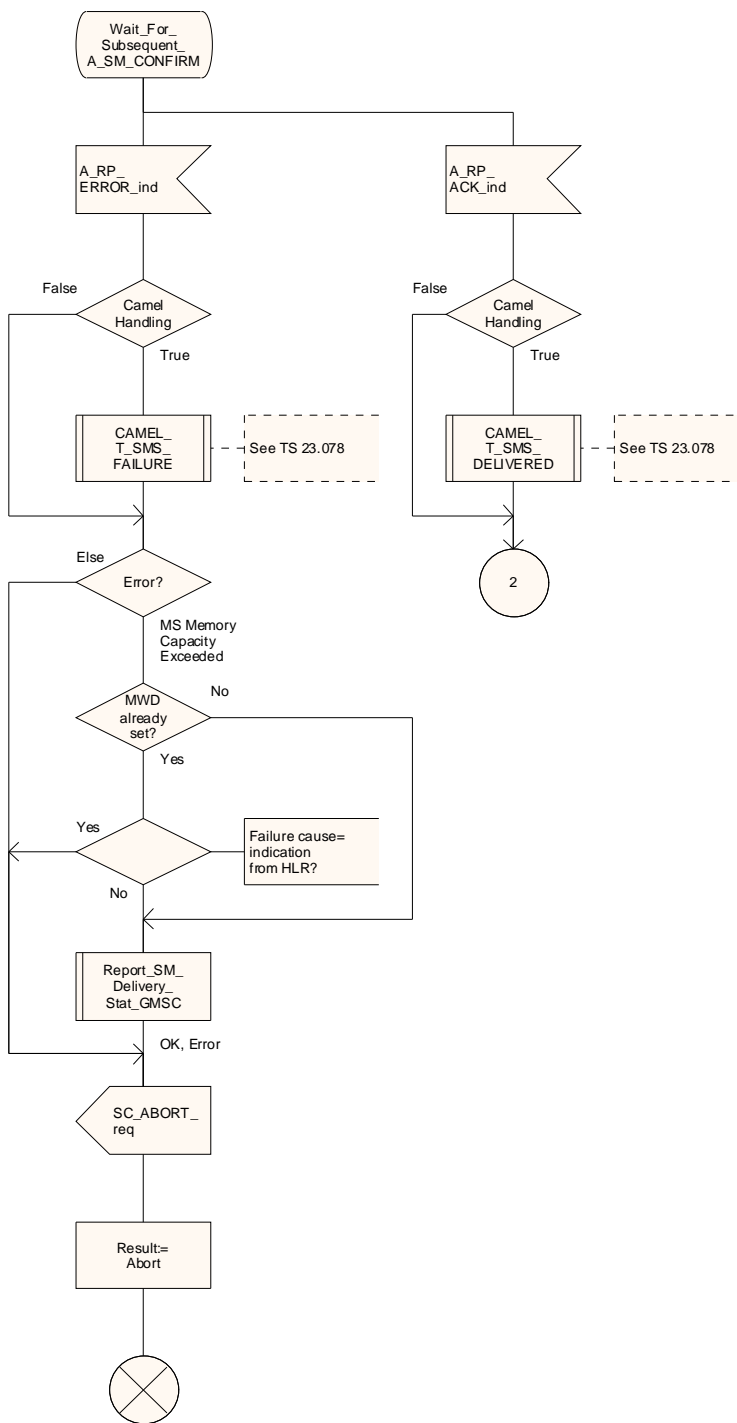 Wait_For_
Subsequent_
A_SM_CONFIRM
A_RP_
ERROR_ind
A_RP_
ACK_ind
False
Camel
Handling
True
False
Camel
Handling
True
CAMEL_
T_SMS_
FAILURE
See TS 23.078
CAMEL_
T_SMS_
DELIVERED
See TS 23.078
Else
Error?
2
MS Memory
Capacity
Exceeded
MWD
already
set?
No
Yes
Yes
Failure cause=
indication
from HLR?
No
Report_SM_
Delivery_
Stat_GMSC
OK, Error
SC_ABORT_
req
Result:=
Abort